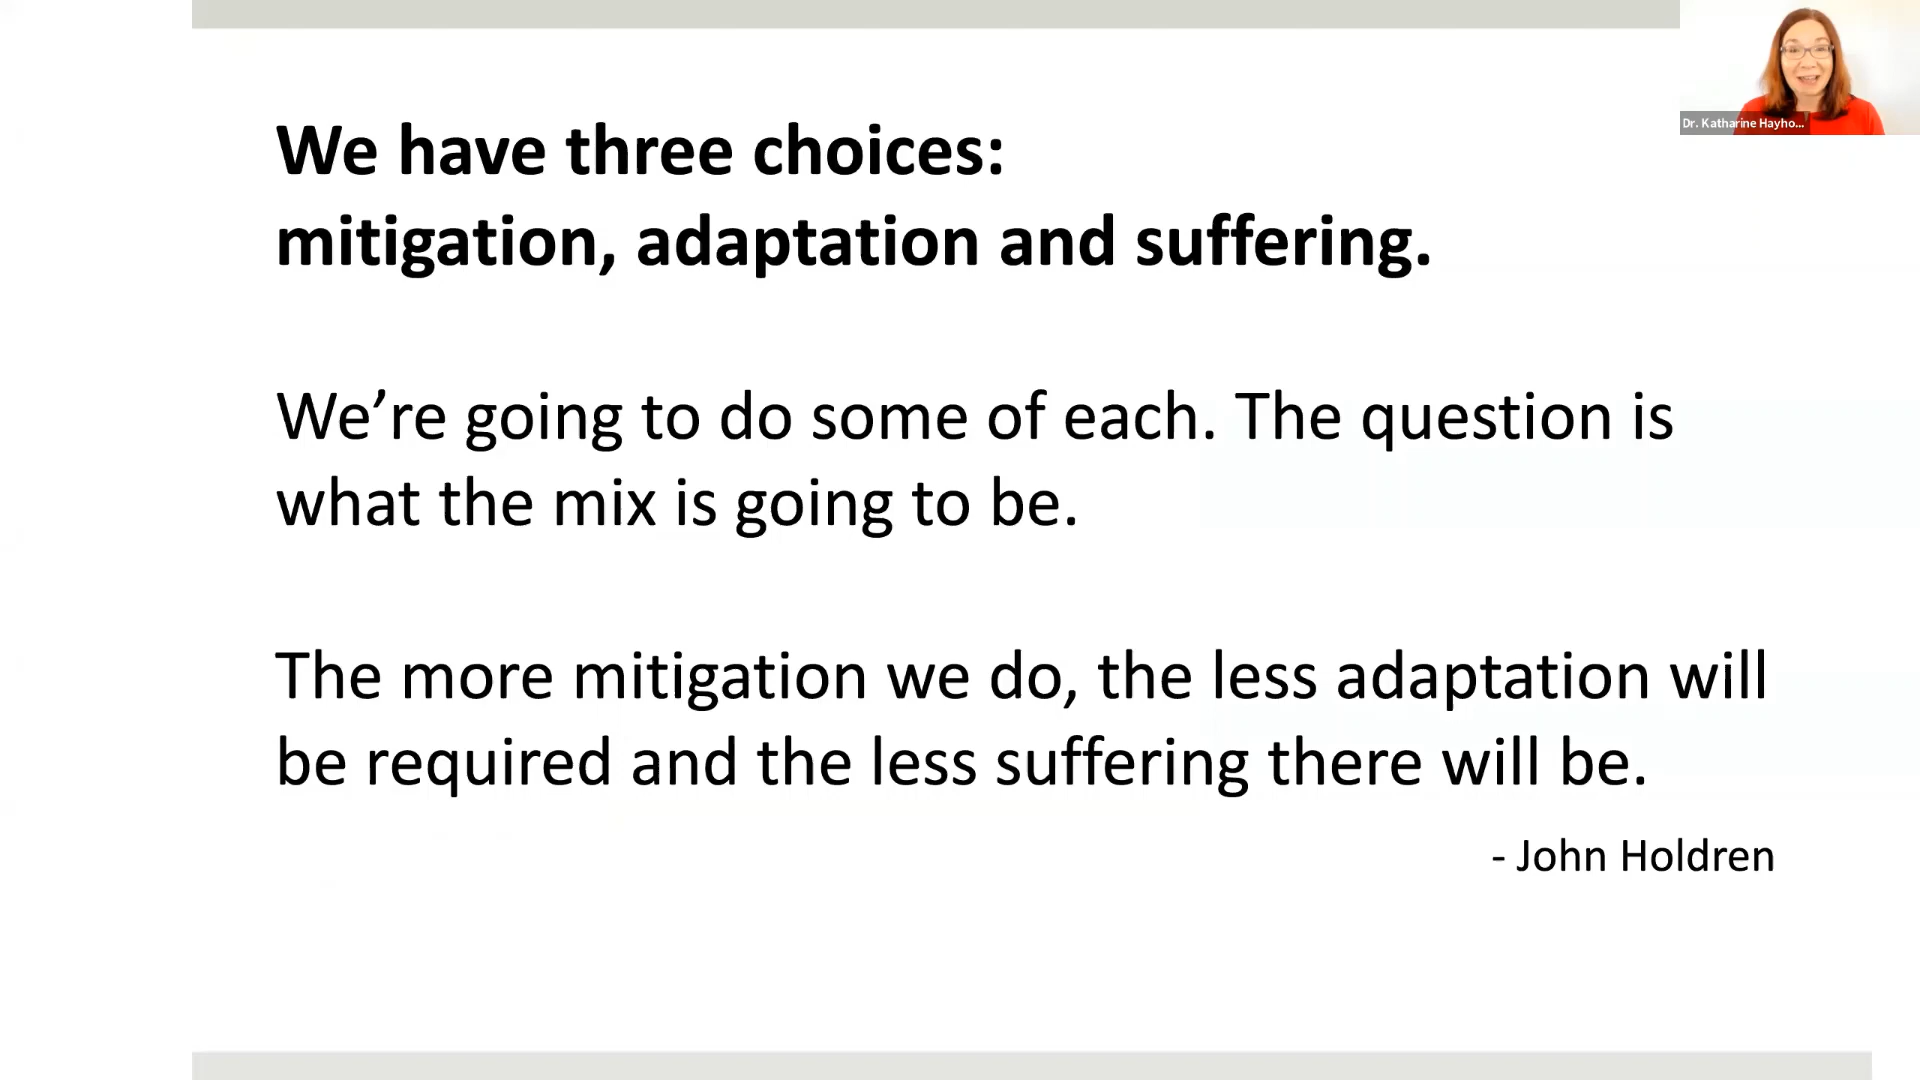 Dr. Katharine Hayho...
We have three choices:
mitigation, adaptation and suffering.
We’re going to do some of each. The question is
what the mix is going to be.
The more mitigation we do, the less adaptation will
be required and the less suffering there will be.
- John Holdren